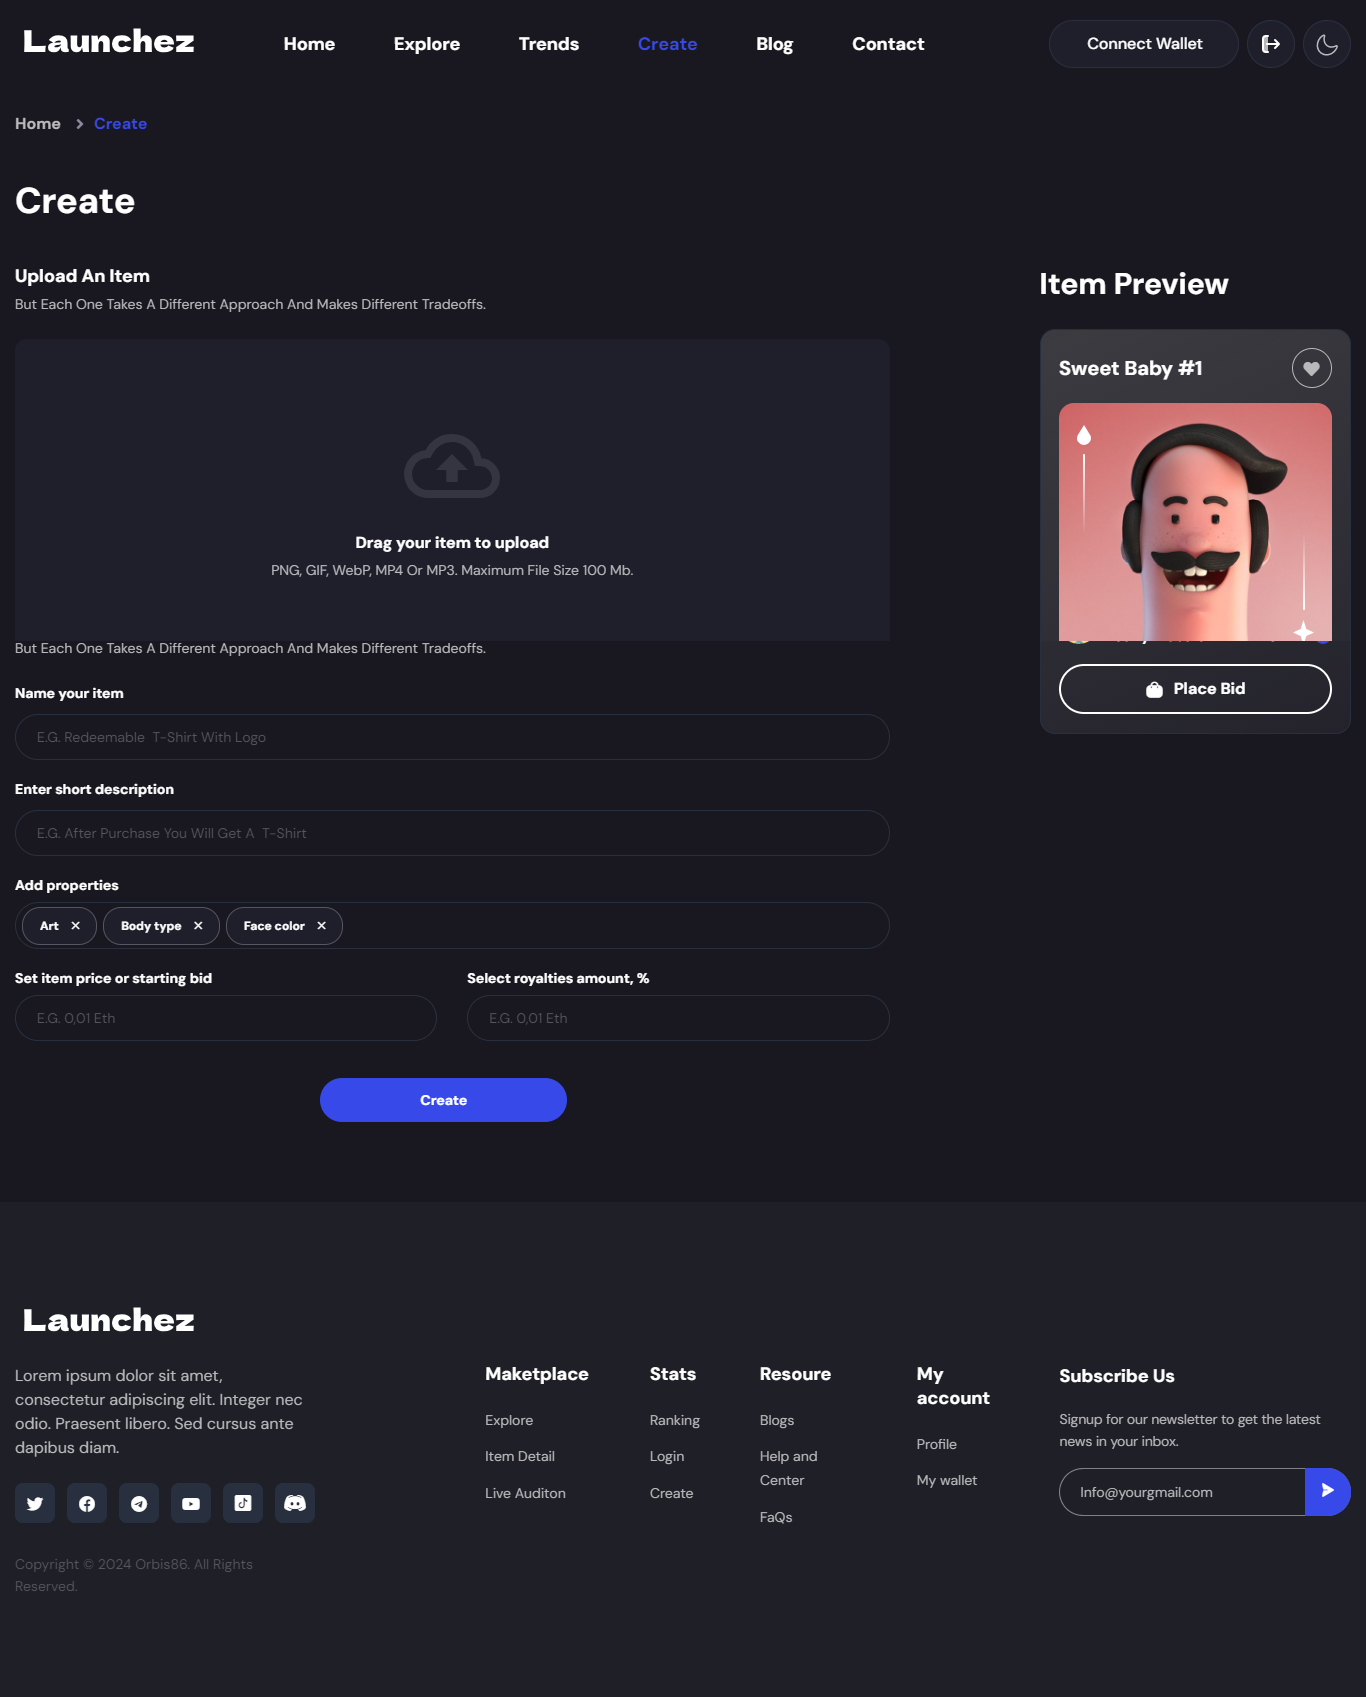 Launchez
Home
Explore
Trends
Create
Blog
Contact
Connect Wallet
Home
Create
Create
Upload An Item
But Each One Takes A Different Approach And Makes Different Tradeoffs.
Drag your item to upload
PNG, GIF, WebP, MP4 Or MP3. Maximum File Size 100 Mb.
But Each One Takes A Different Approach And Makes Different Tradeoffs.
Name your item
E.G. Redeemable  T-Shirt With Logo
Enter short description
E.G. After Purchase You Will Get A  T-Shirt
Add properties
Art
Body type
Face color
Set item price or starting bid
E.G. 0,01 Eth
Select royalties amount, %
E.G. 0,01 Eth
Create
Item Preview
Sweet Baby #1
Place Bid
Launchez
Lorem ipsum dolor sit amet,
consectetur adipiscing elit. Integer nec
odio. Praesent libero. Sed cursus ante
dapibus diam.
Copyright © 2024 Orbis86. All Rights
Reserved.
Maketplace
Explore
Item Detail
Live Auditon
Stats
Ranking
Login
Create
Resoure
Blogs
Help and
Center
FaQs
My
account
Profile
My wallet
Subscribe Us
Signup for our newsletter to get the latest
news in your inbox.
Info@yourgmail.com